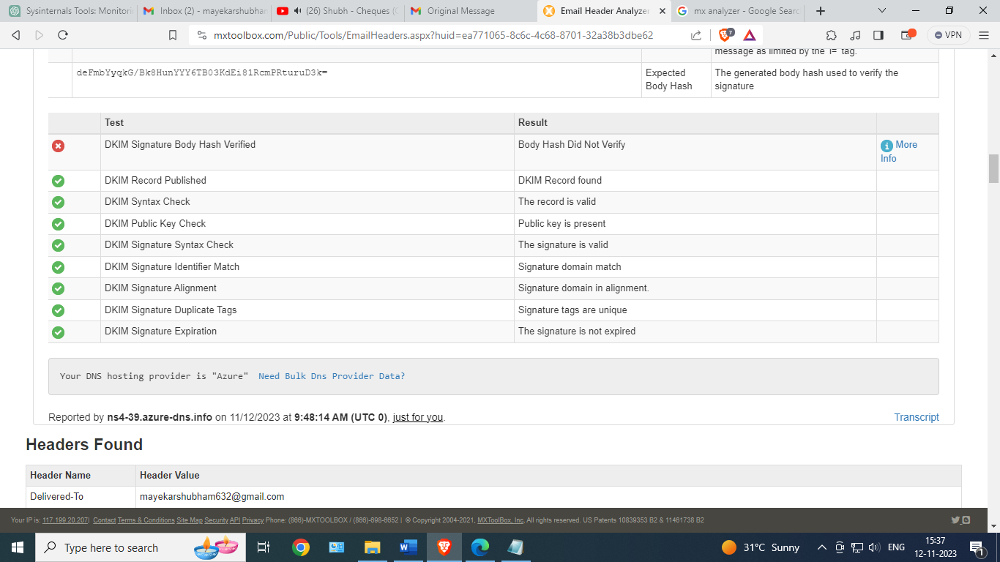 Sysinternals Tools: Monitori
Inbox (2) - mayekarshubhan
(26) Shubh - Cheques (
Original Message
Email Header Analyzer
mx analyzer - Google Searc
mxtoolbox.com/Public/Tools/EmailHeaders.aspx?huid=ea771065-8c6c-4c68-8701-32a38b3dbe62
7
VPN
message as limited by the 'l=' tag.
deFmbYyqkG/Bk8HunYYY6TB03KdEi81RcmPRturuD3k=
Expected Body Hash
The generated body hash used to verify the signature
Test Result
DKIM Signature Body Hash Verified Body Hash Did Not Verify More Info
DKIM Record Published DKIM Record found
DKIM Syntax Check The record is valid
DKIM Public Key Check Public key is present
DKIM Signature Syntax Check The signature is valid
DKIM Signature Identifier Match Signature domain match
DKIM Signature Alignment Signature domain in alignment.
DKIM Signature Duplicate Tags Signature tags are unique
DKIM Signature Expiration The signature is not expired
Your DNS hosting provider is "Azure" Need Bulk Dns Provider Data?
Reported by ns4-39.azure-dns.info on 11/12/2023 at 9:48:14 AM (UTC 0), just for you. Transcript
Headers Found
Header Name Header Value
Delivered-To mayekarshubham632@gmail.com
Your IP is: 117.199.20.207| Contact Terms & Conditions Site Map Security API Privacy Phone: (866)-MXTOOLBOX / (866)-698-6652 | © Copyright 2004-2021, MXToolBox, Inc, All rights reserved. US Patents 10839353 B2 & 11461738 B2
Type here to search
31°C Sunny
ENG
15:37
12-11-2023
1